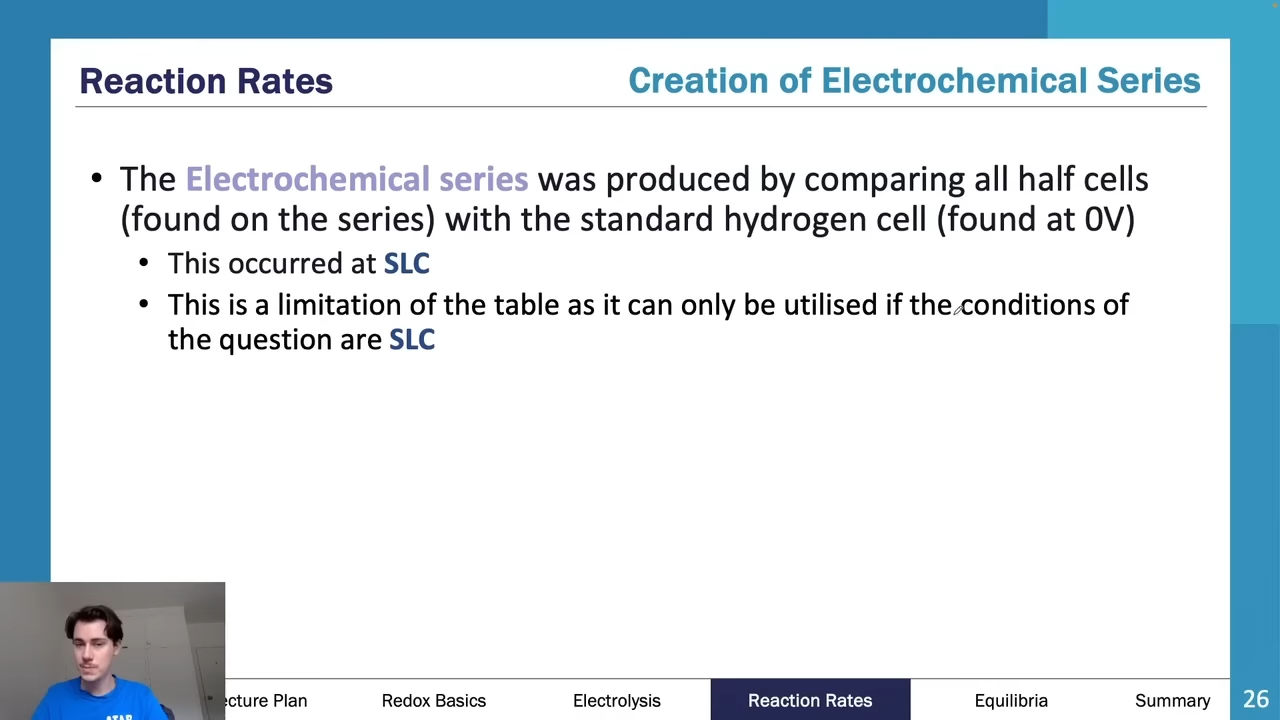 Reaction Rates
Creation of Electrochemical Series
• The Electrochemical series was produced by comparing all half cells
(found on the series) with the standard hydrogen cell (found at 0V)
• This occurred at SLC
• This is a limitation of the table as it can only be utilised if the conditions of
the question are SLC
ecture Plan
Redox Basics
Electrolysis
Reaction Rates
Equilibria
Summary
26